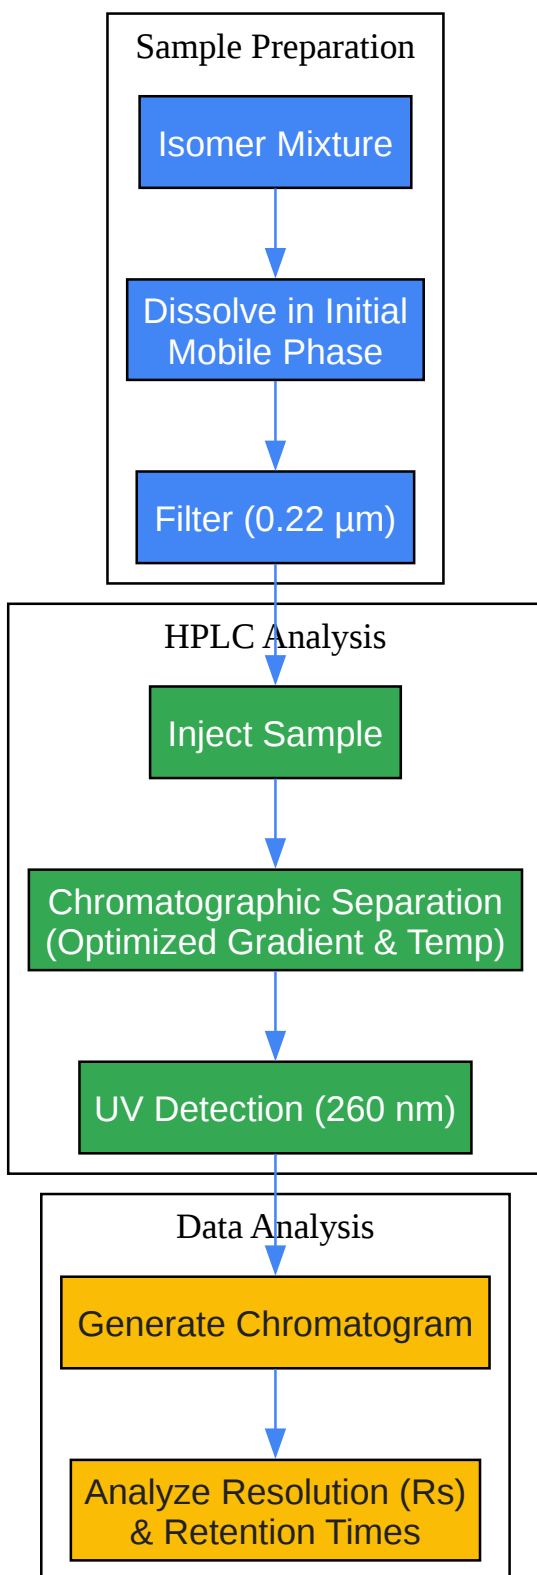 Sample Preparation
Isomer Mixture
Dissolve in Initial
Mobile Phase
Filter (0.22 µm)
HPLC Analysis
Inject Sample
Chromatographic Separation
(Optimized Gradient & Temp)
UV Detection (260 nm)
Data Analysis
Generate Chromatogram
Analyze Resolution (Rs)
& Retention Times